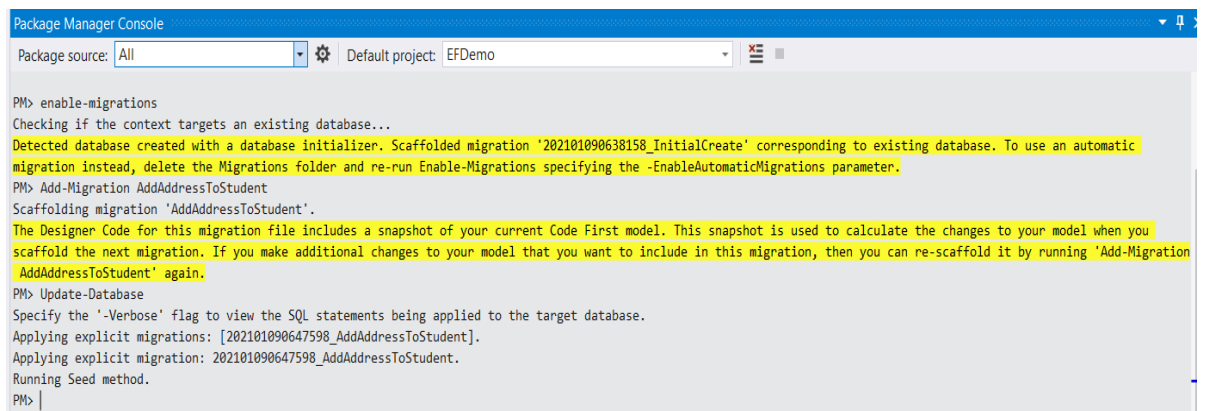 Package Manager Console
Package source: All Default project: EFDemo
PM> enable-migrations
Checking if the context targets an existing database...
Detected database created with a database initializer. Scaffolded migration '202101090638158_InitialCreate' corresponding to existing database. To use an automatic
migration instead, delete the Migrations folder and re-run Enable-Migrations specifying the -EnableAutomaticMigrations parameter.
PM> Add-Migration AddAddressToStudent
Scaffolding migration 'AddAddressToStudent'.
The Designer Code for this migration file includes a snapshot of your current Code First model. This snapshot is used to calculate the changes to your model when you
scaffold the next migration. If you make additional changes to your model that you want to include in this migration, then you can re-scaffold it by running 'Add-Migration
AddAddressToStudent' again.
PM> Update-Database
Specify the '-Verbose' flag to view the SQL statements being applied to the target database.
Applying explicit migrations: [202101090647598_AddAddressToStudent].
Applying explicit migration: 202101090647598_AddAddressToStudent.
Running Seed method.
PM>